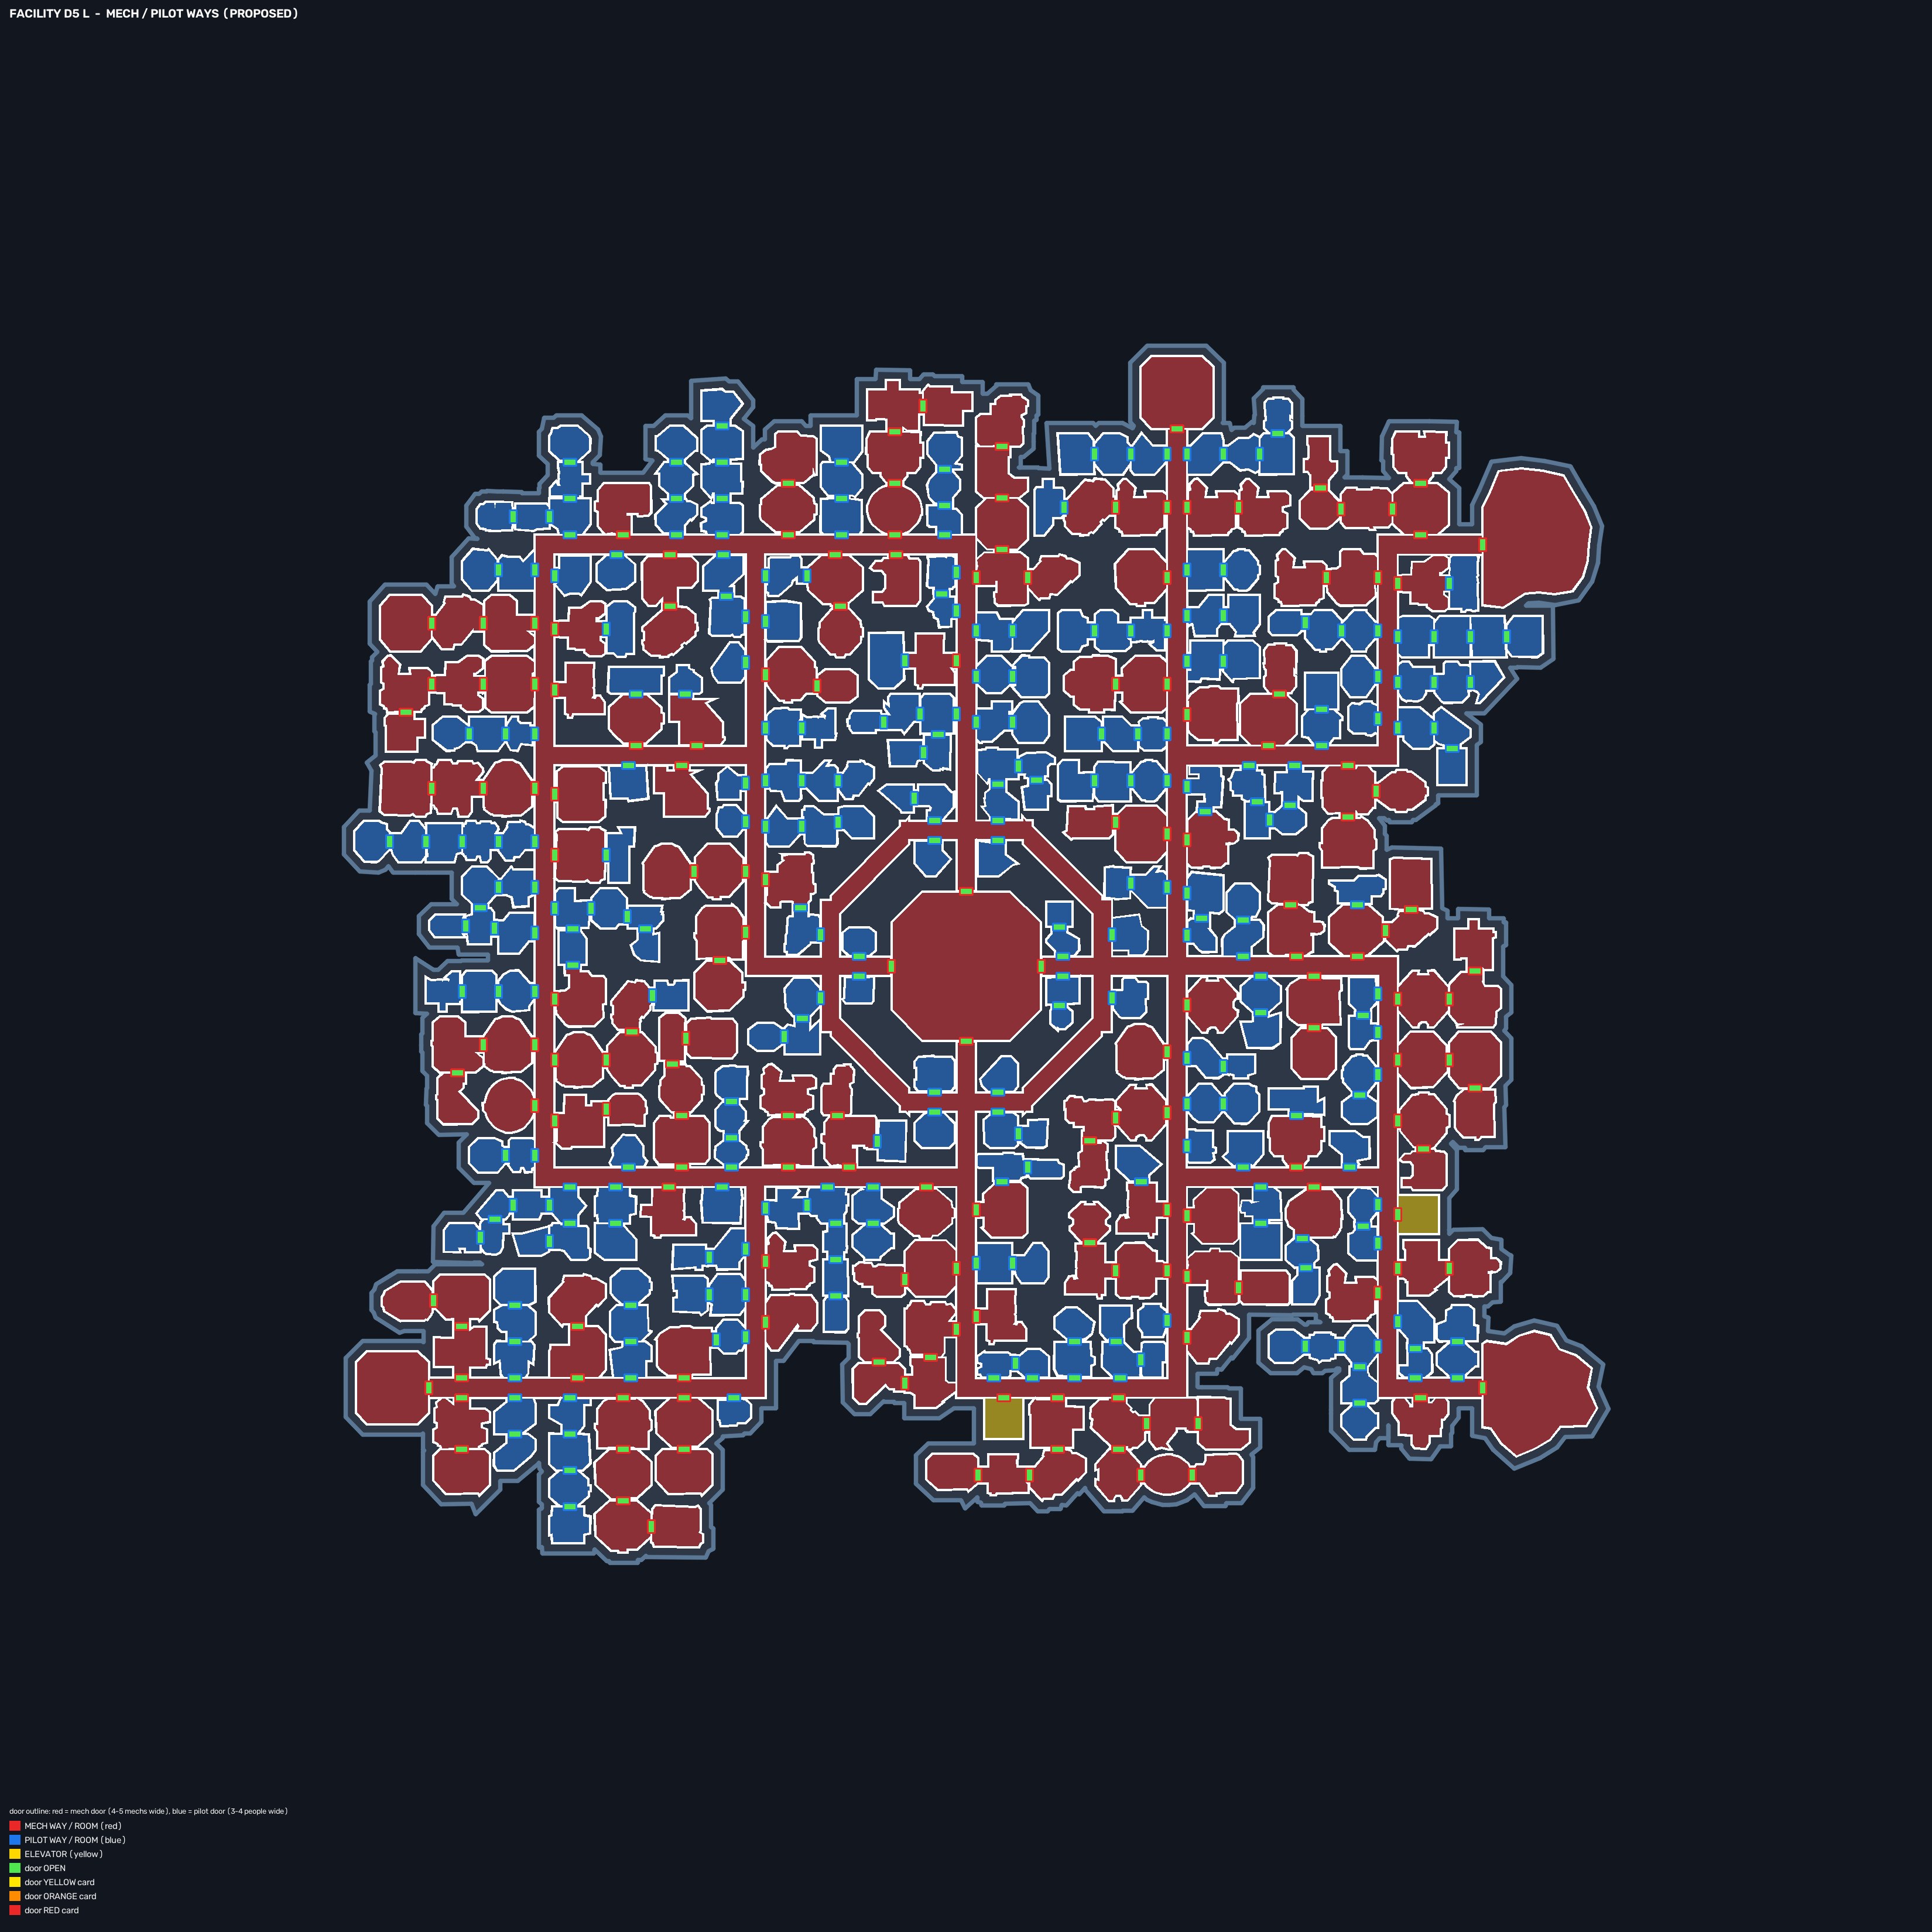 FACILITY D5 L - MECH / PILOT WAYS (PROPOSED)
door outline: red = mech door (4-5 mechs wide), blue = pilot door (3-4 people wide)
MECH WAY / ROOM (red)
PILOT WAY / ROOM (blue)
ELEVATOR (yellow)
door OPEN
door YELLOW card
door ORANGE card
door RED card